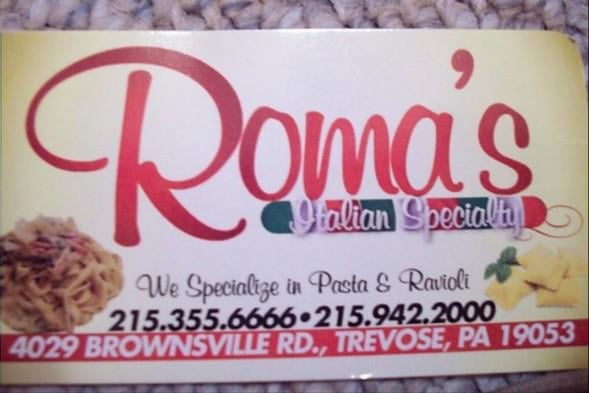 Roma's
Italian Specialty
We Specialize in Pasta & Ravioli
215.355.6666•215.942.2000
4029 BROWNSVILLE RD., TREVOSE, PA 19053